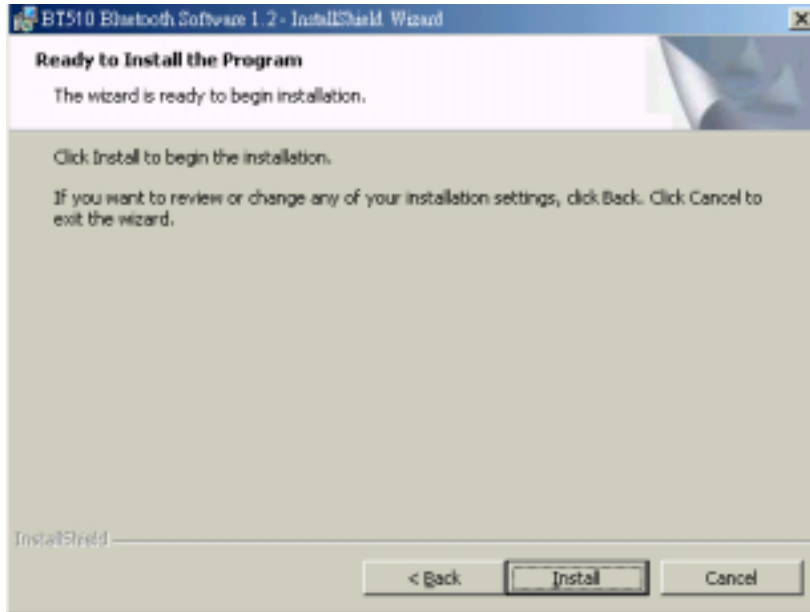 BT510 Bluetooth Software 1.2 - InstallShield Wizard
Ready to Install the Program
The wizard is ready to begin installation.
Click Install to begin the installation.
If you want to review or change any of your installation settings, click Back. Click Cancel to
exit the wizard.
InstallShield
< Back
Install
Cancel